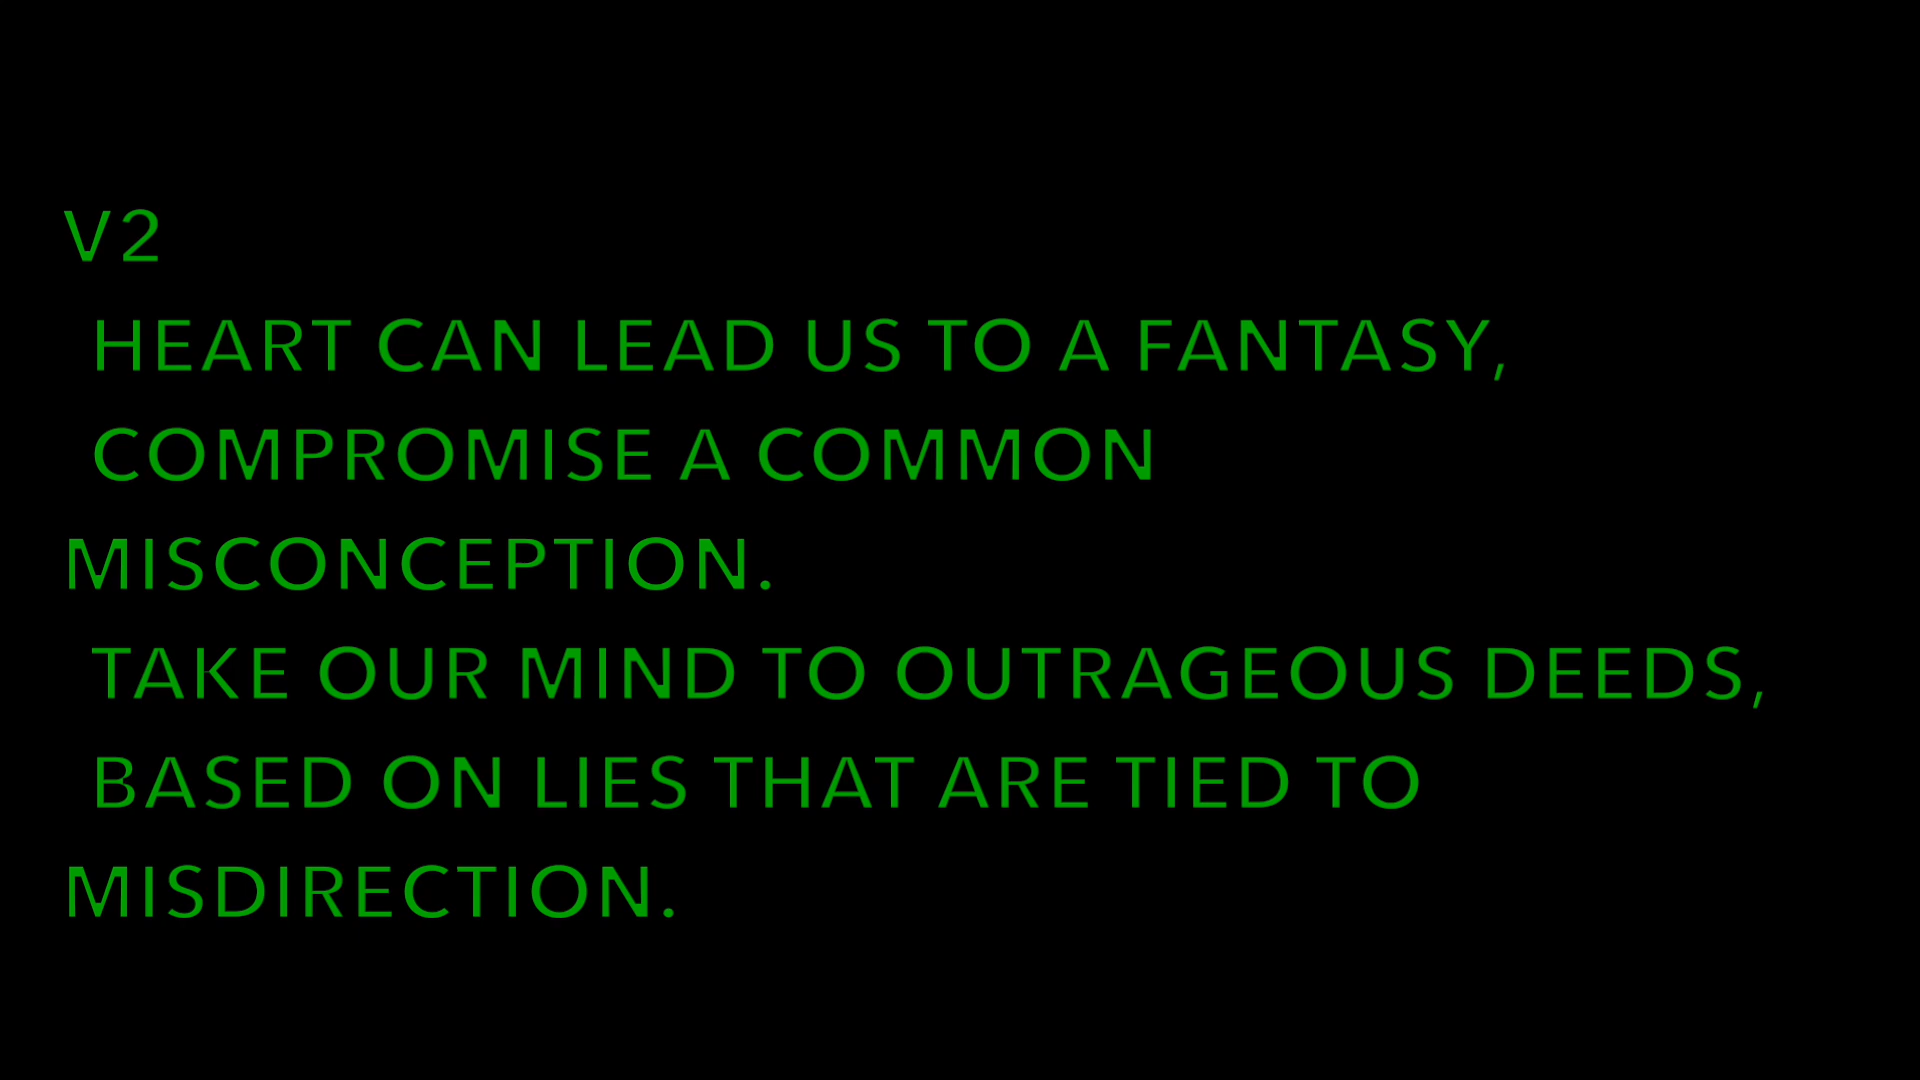 V2
HEART CAN LEAD US TO A FANTASY,
COMPROMISE A COMMON
MISCONCEPTION.
TAKE OUR MIND TO OUTRAGEOUS DEEDS,
BASED ON LIES THAT ARE TIED TO
MISDIRECTION.